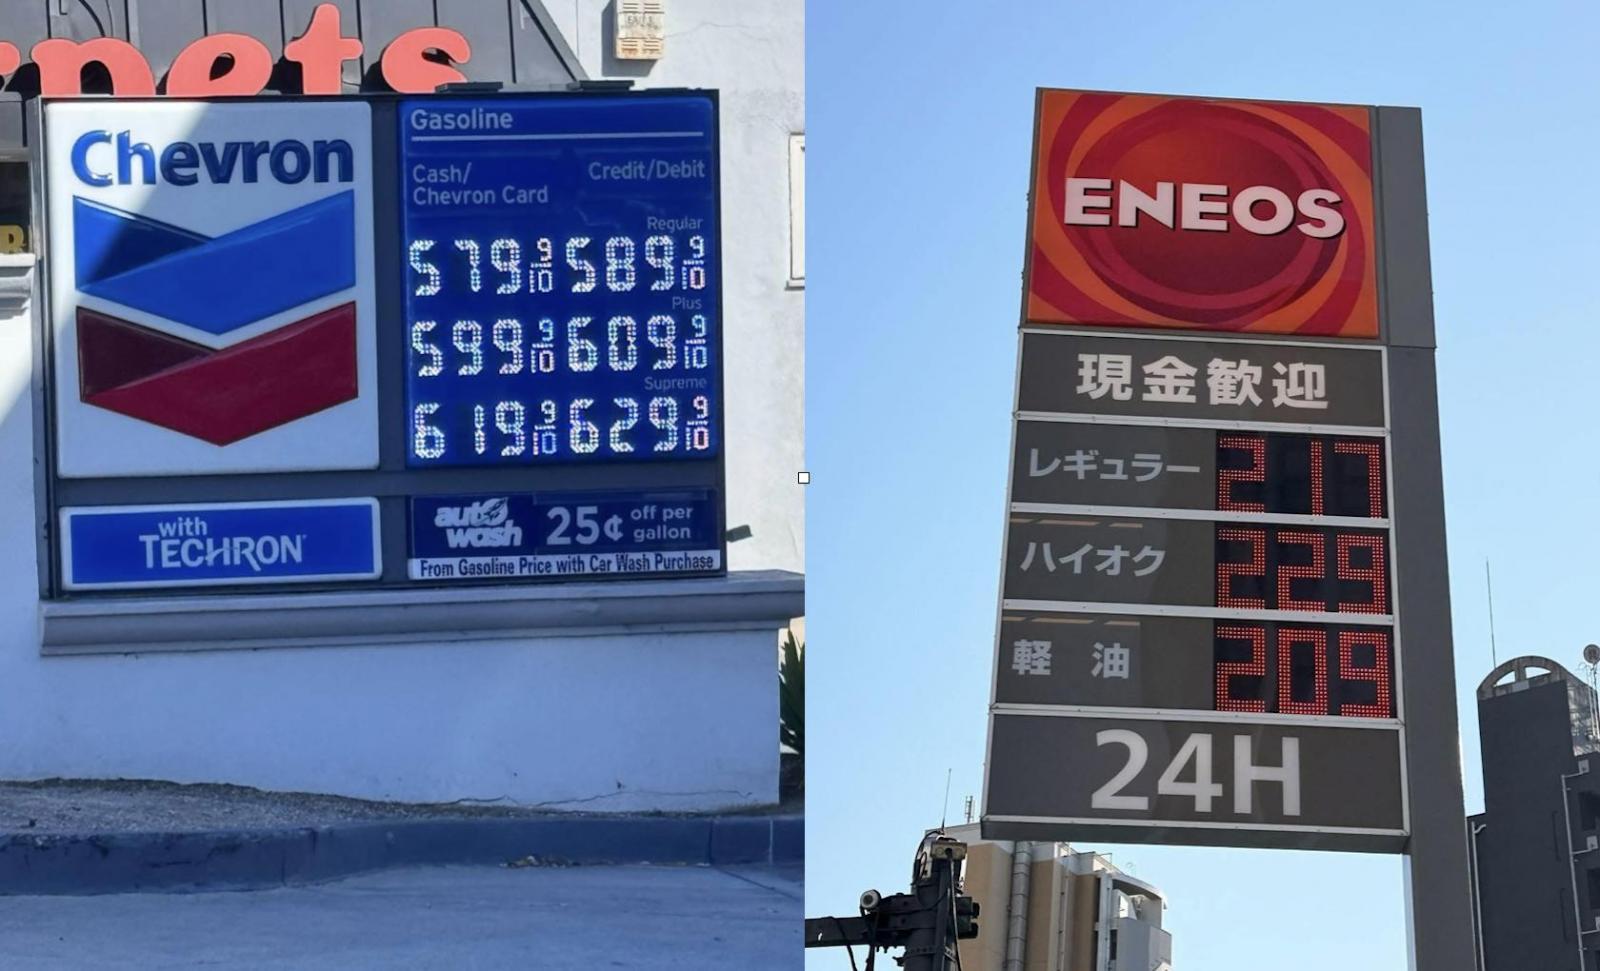 nets
Chevron
with
TECHRON
Gasoline
Cash/ Credit/Debit
Chevron Card
Regular
579 9/10 589 9/10
Plus
599 9/10 609 9/10
Supreme
619 9/10 629 9/10
auto wash 25¢ off per gallon
From Gasoline Price with Car Wash Purchase
ENEOS
現金歓迎
レギュラー 217
ハイオク 229
軽油 209
24H